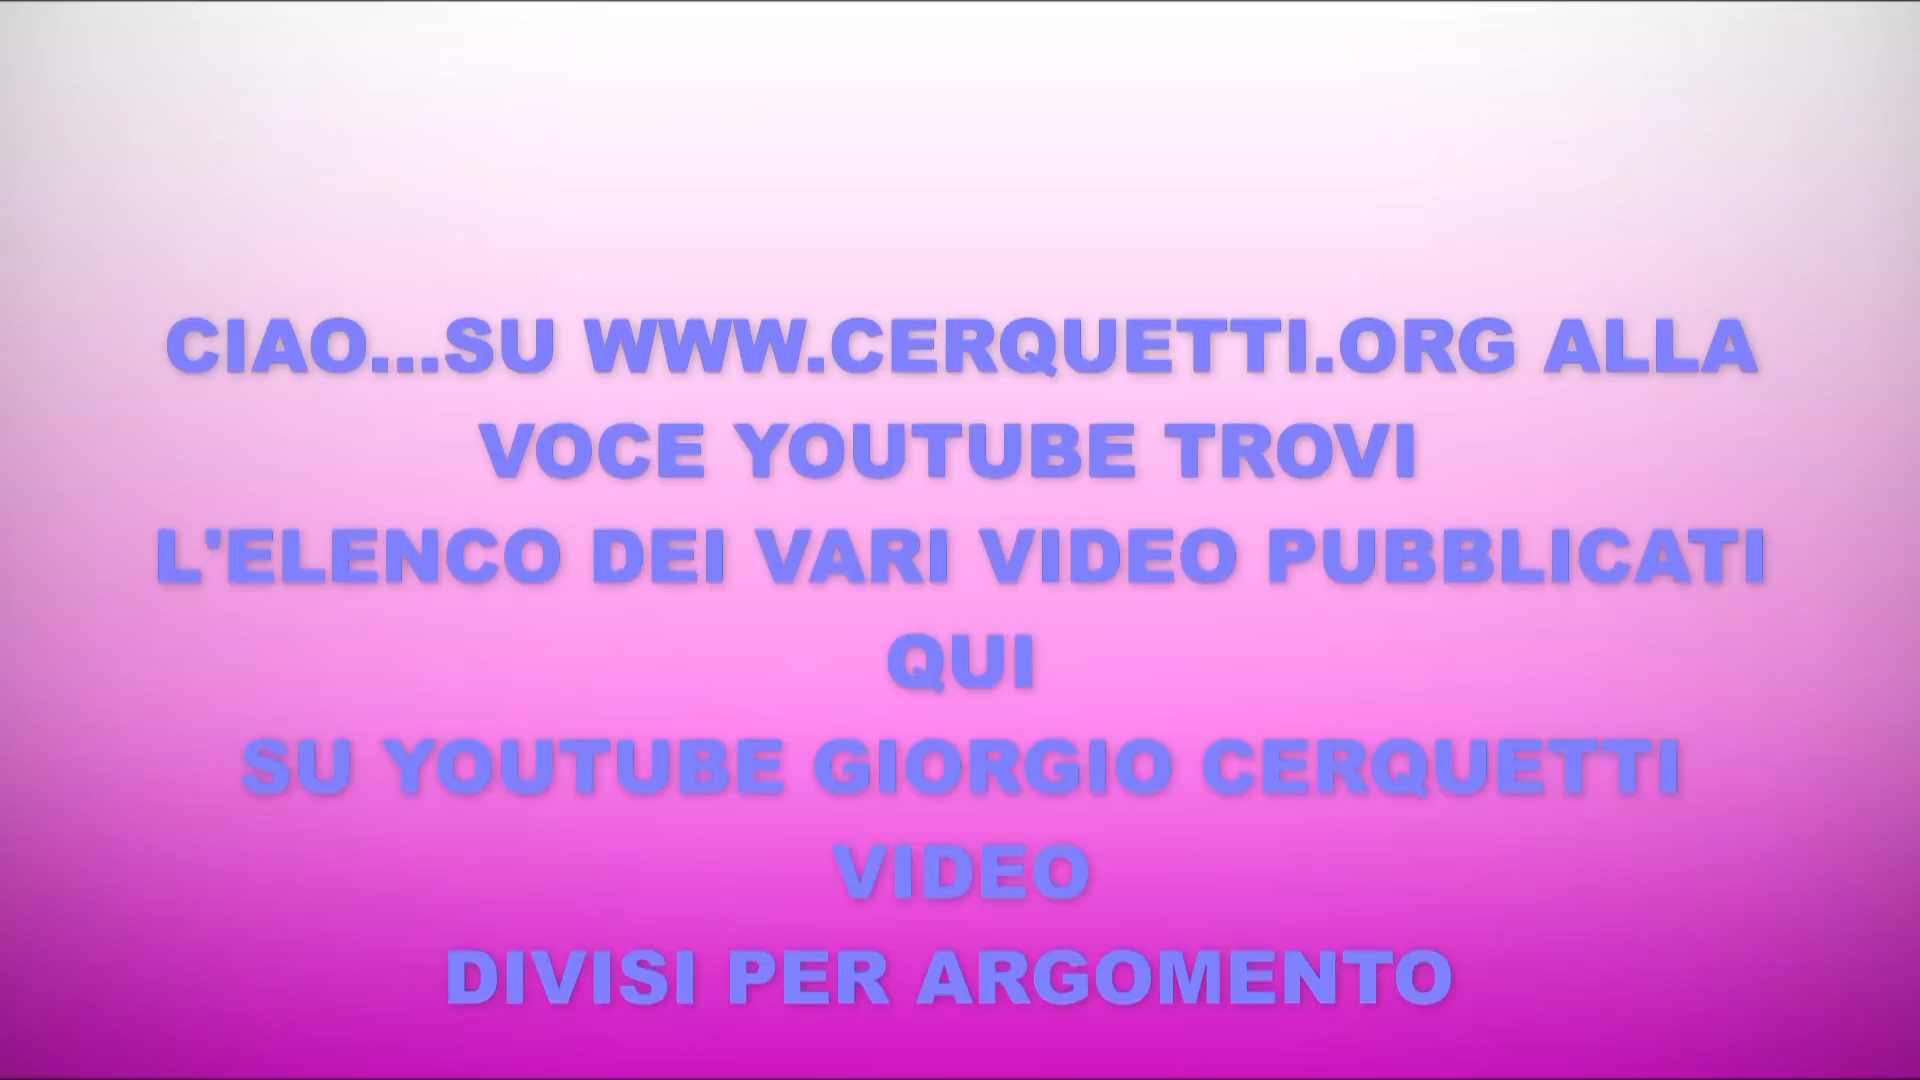 CIAO...SU WWW.CERQUETTI.ORG ALLA
VOCE YOUTUBE TROVI
L'ELENCO DEI VARI VIDEO PUBBLICATI
QUI
SU YOUTUBE GIORGIO CERQUETTI
VIDEO
DIVISI PER ARGOMENTO